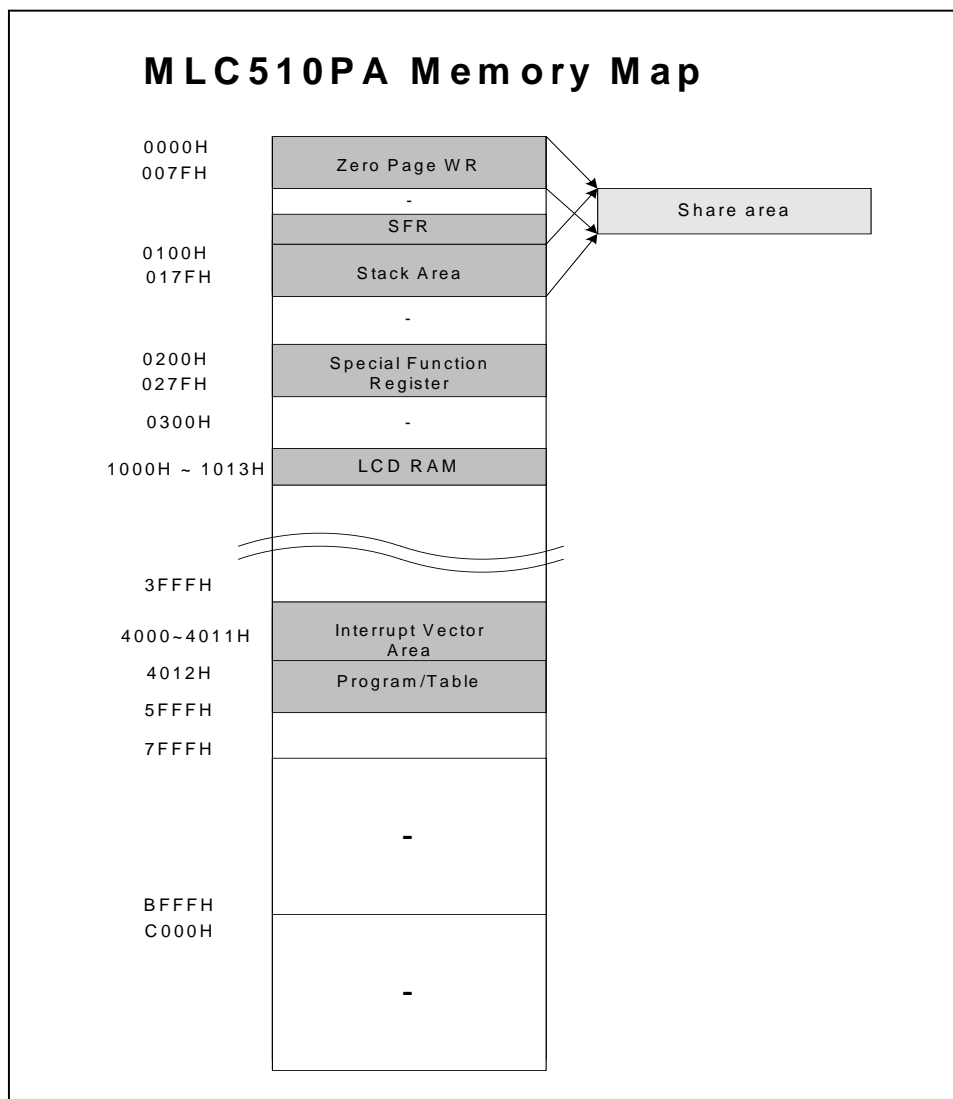 MLC510PA Memory Map
0000H
007FH
Zero Page WR
-
SFR
Share area
0100H
017FH
Stack Area
-
0200H
027FH
Special Function
Register
0300H
-
1000H ~ 1013H
LCD RAM
3FFFH
4000~4011H
Interrupt Vector
Area
4012H
Program/Table
5FFFH
7FFFH
-
BFFFH
C000H
-